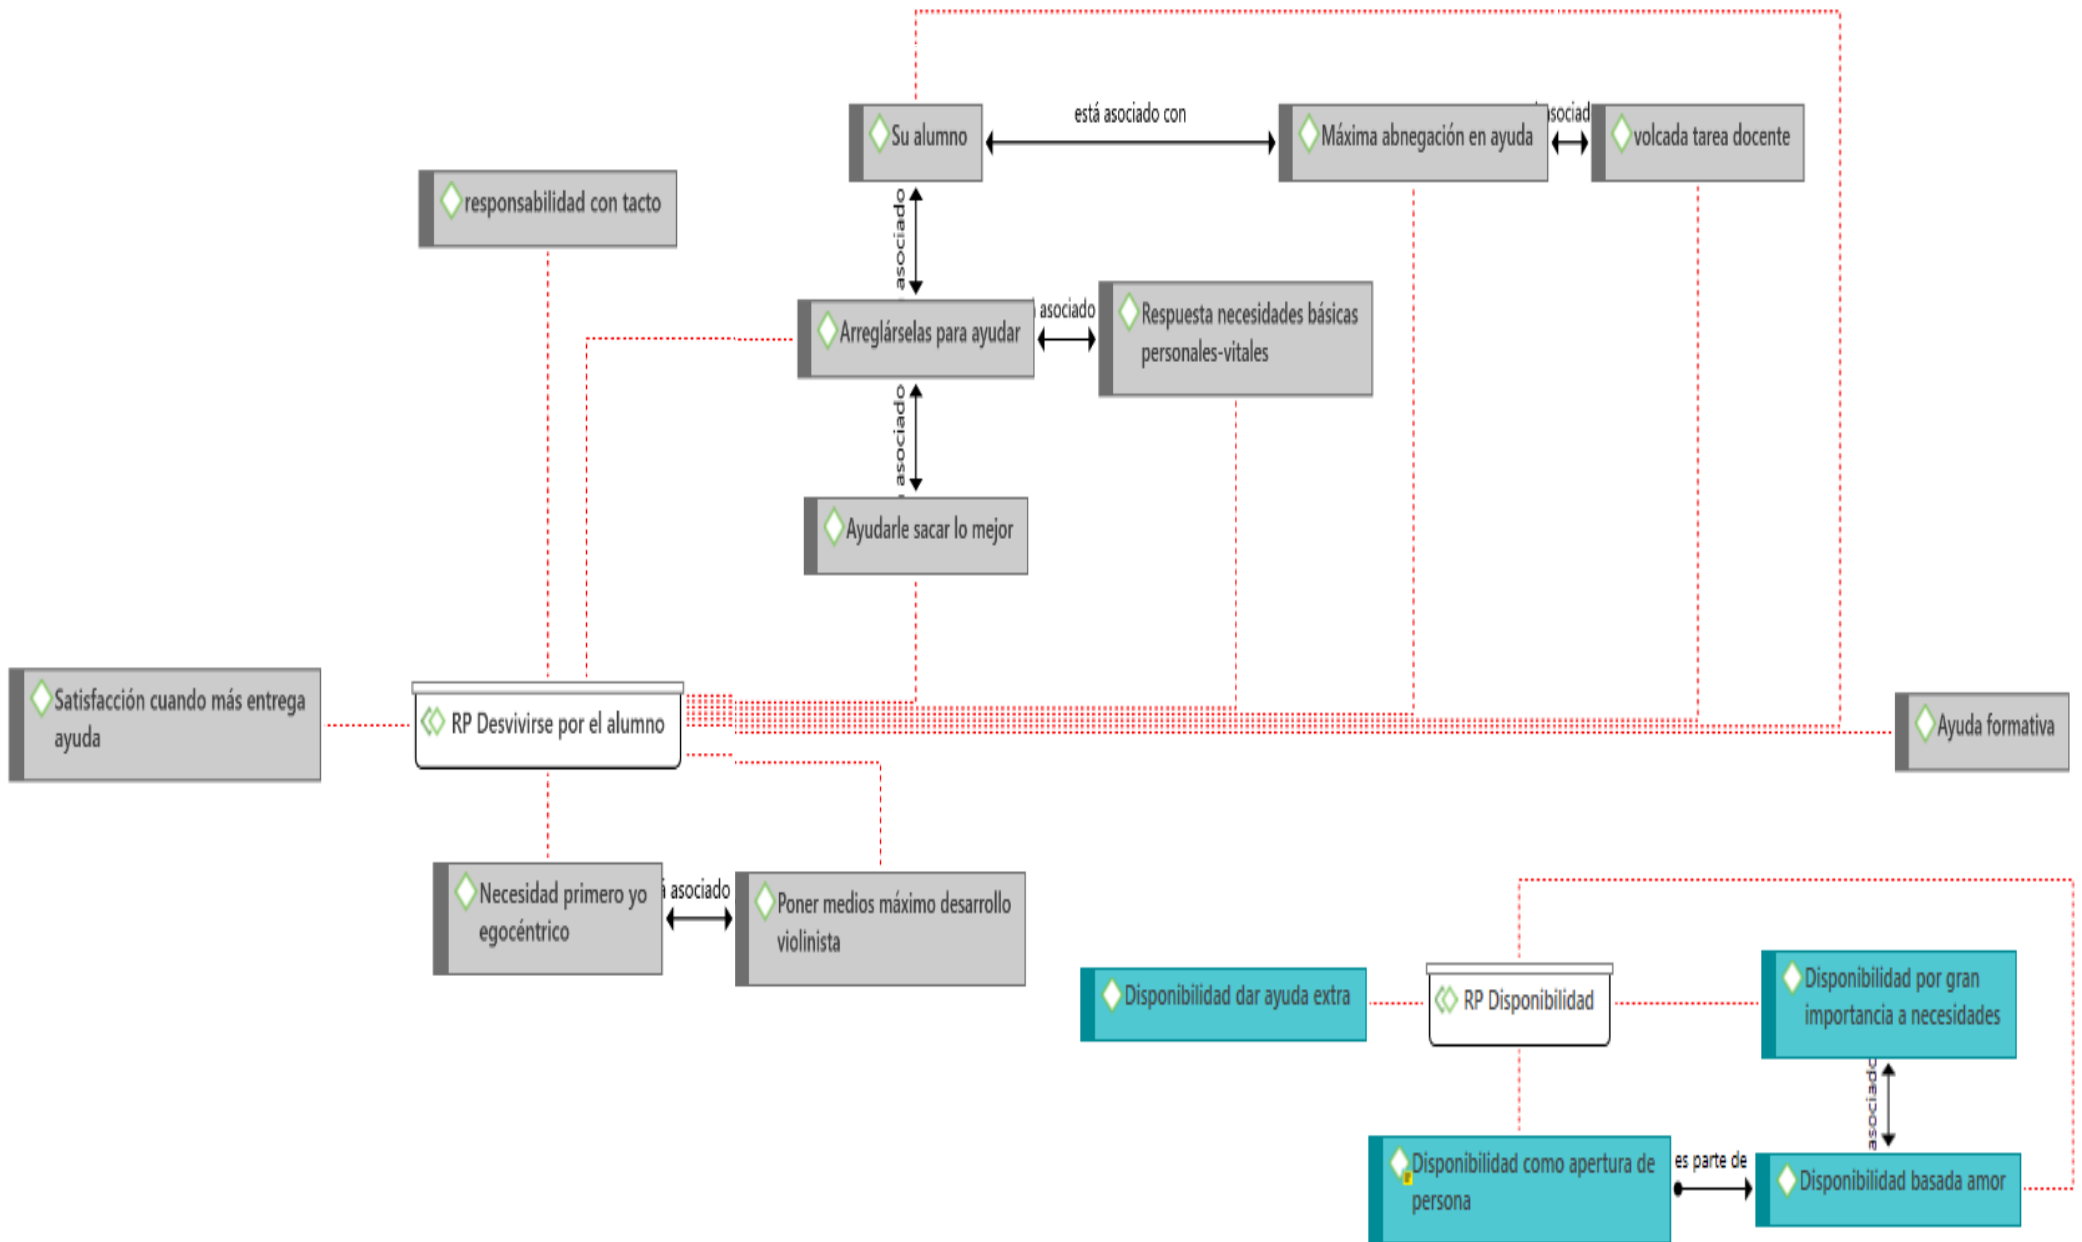 Su alumno
está asociado con
Máxima abnegación en ayuda
asociad
volcada tarea docente
responsabilidad con tacto
asociado
Arreglárselas para ayudar
asociado
Respuesta necesidades básicas
personales-vitales
asociado
Ayudarle sacar lo mejor
Satisfacción cuando más entrega
ayuda
RP Desvivirse por el alumno
Ayuda formativa
Necesidad primero yo
egocéntrico
á asociado
Poner medios máximo desarrollo
violinista
Disponibilidad dar ayuda extra
RP Disponibilidad
Disponibilidad por gran
importancia a necesidades
asociado
Disponibilidad como apertura de
persona
es parte de
Disponibilidad basada amor